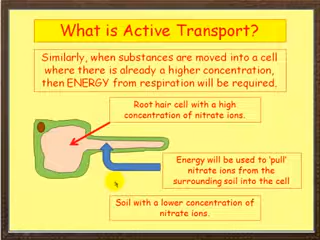 What is Active Transport?
Similarly, when substances are moved into a cell
where there is already a higher concentration,
then ENERGY from respiration will be required.
Root hair cell with a high
concentration of nitrate ions.
Energy will be used to 'pull'
nitrate ions from the
surrounding soil into the cell
Soil with a lower concentration of
nitrate ions.